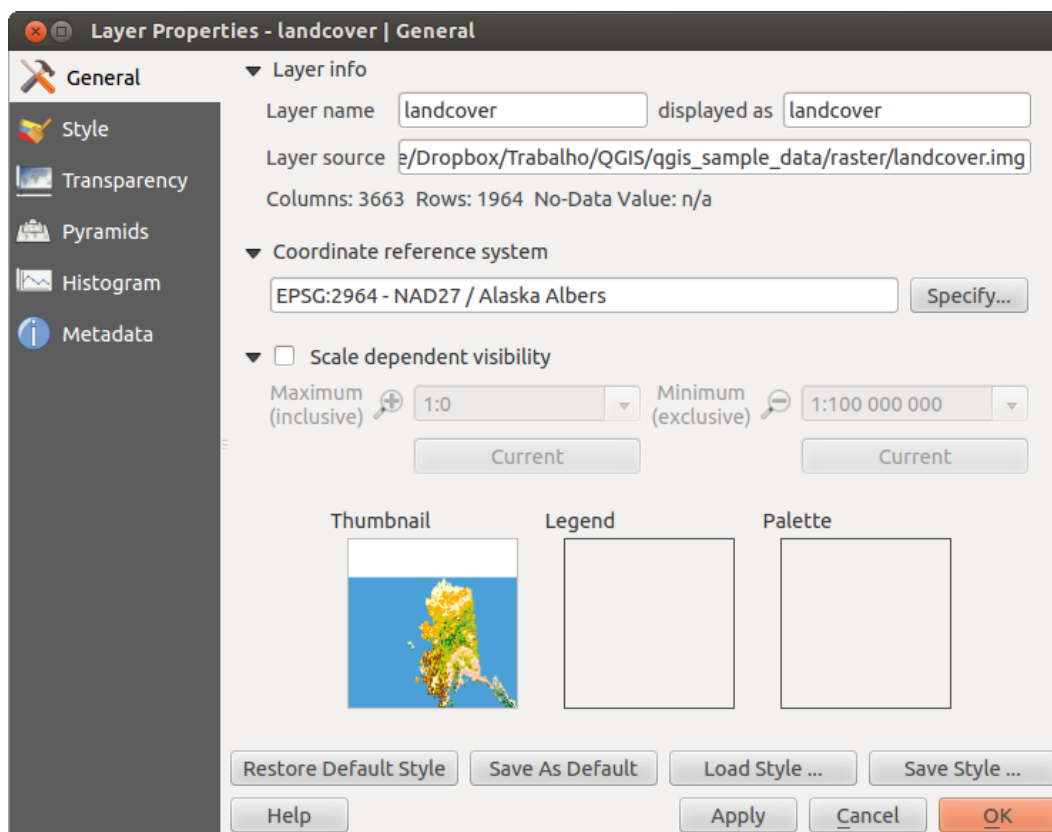 Layer Properties - landcover | General
General
Style
Transparency
Pyramids
Histogram
Metadata
Layer info
Layer name landcover displayed as landcover
Layer source e/Dropbox/Trabalho/QGIS/qgis_sample_data/raster/landcover.img
Columns: 3663 Rows: 1964 No-Data Value: n/a
Coordinate reference system
EPSG:2964 - NAD27 / Alaska Albers Specify...
Scale dependent visibility
Maximum (inclusive) 1:0 Minimum (exclusive) 1:100 000 000
Current Current
Thumbnail Legend Palette
Restore Default Style Save As Default Load Style ... Save Style ...
Help Apply Cancel OK